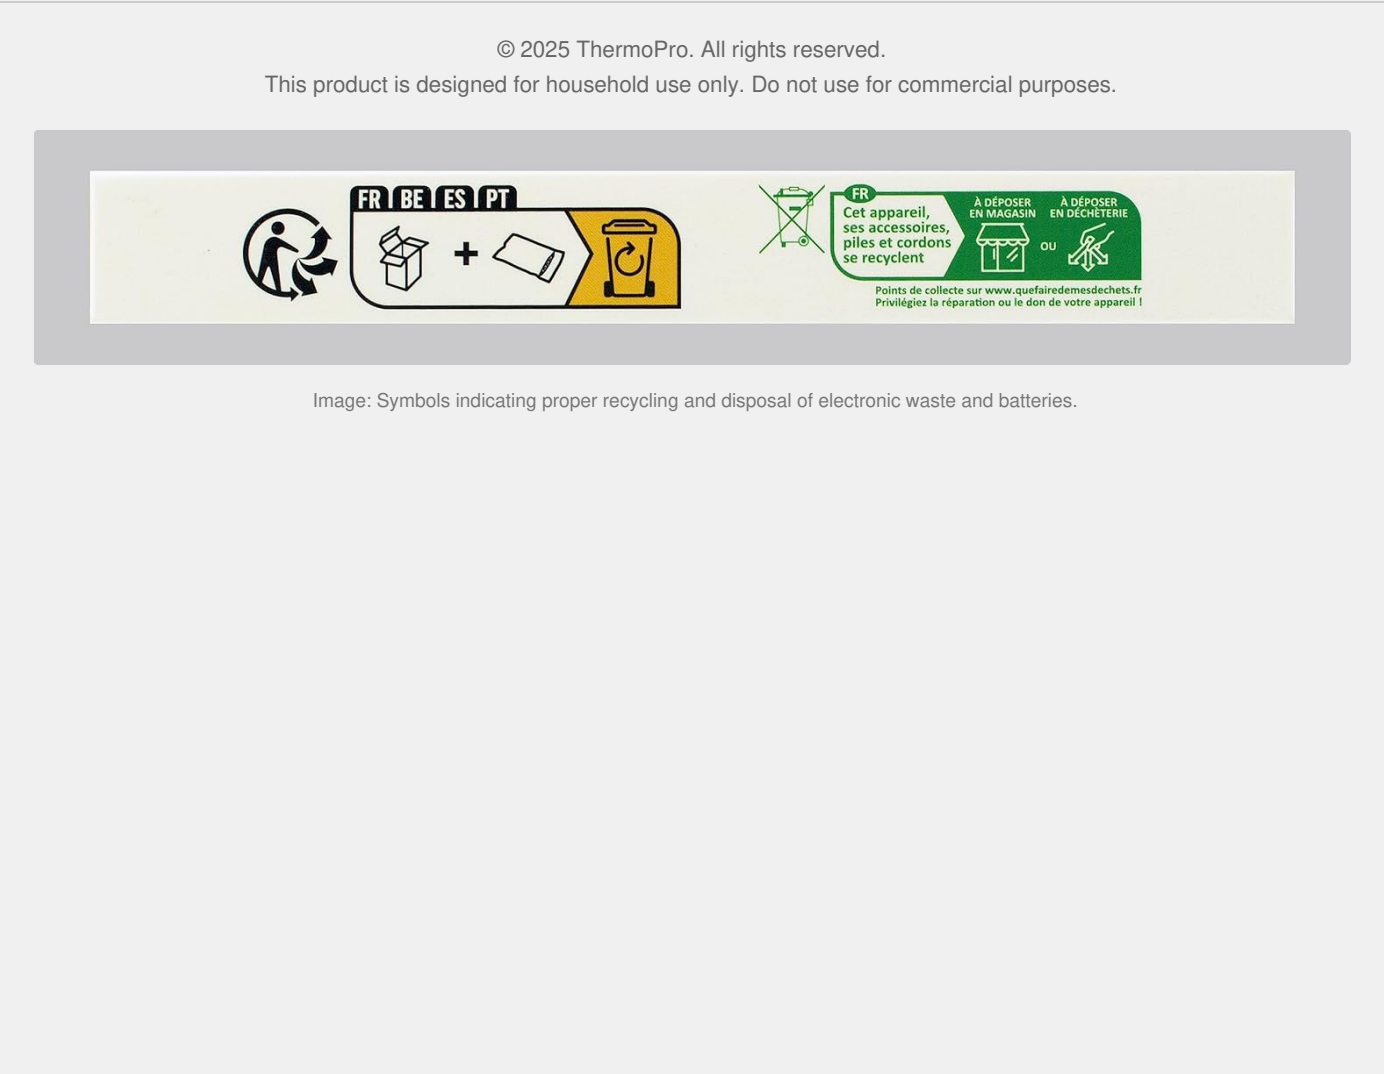 © 2025 ThermoPro. All rights reserved.
This product is designed for household use only. Do not use for commercial purposes.
FR BE ES PT
FR
Cet appareil,
ses accessoires,
piles et cordons
se recyclent
À DÉPOSER
EN MAGASIN
OU
À DÉPOSER
EN DÉCHÈTERIE
Points de collecte sur www.quefairedemesdechets.fr
Privilégiez la réparation ou le don de votre appareil !
Image: Symbols indicating proper recycling and disposal of electronic waste and batteries.